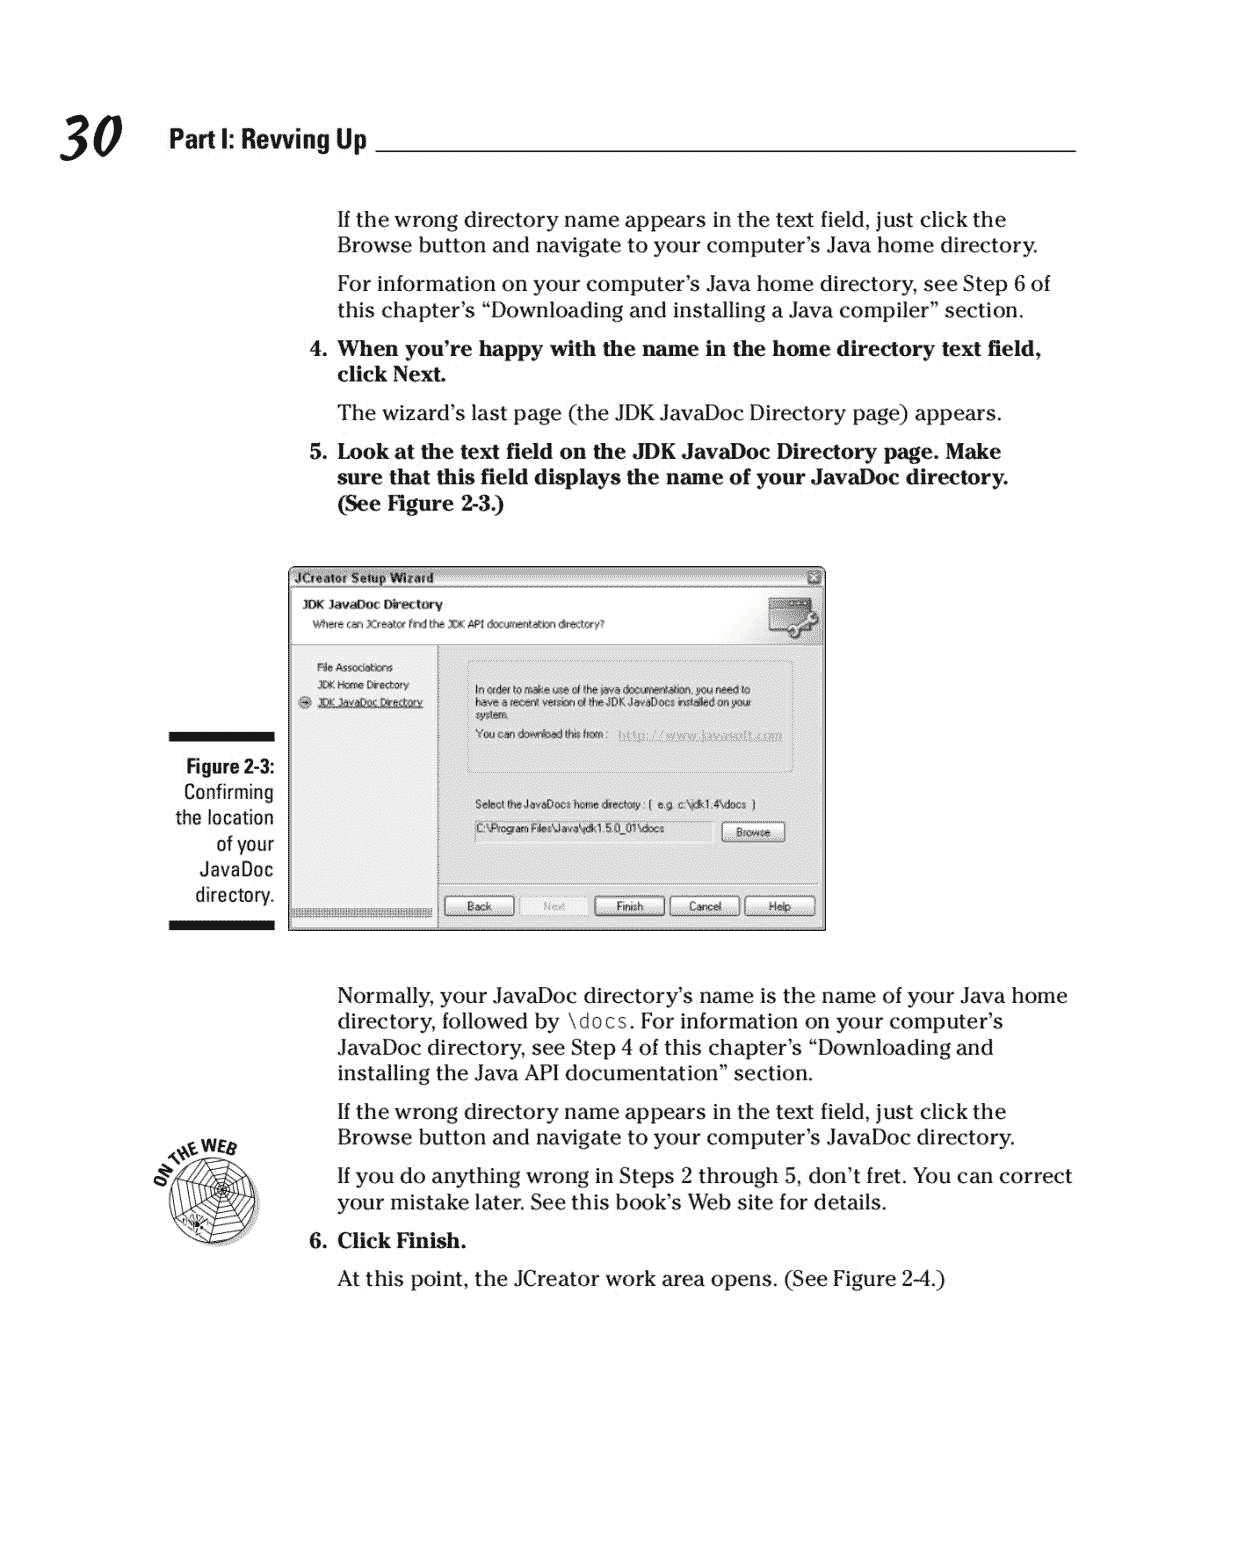 30 Part I: Revving Up
If the wrong directory name appears in the text field, just click the
Browse button and navigate to your computer’s Java home directory.
For information on your computer’s Java home directory, see Step 6 of
this chapter’s “Downloading and installing a Java compiler” section.
4. When you’re happy with the name in the home directory text field,
click Next.
The wizard’s last page (the JDK JavaDoc Directory page) appears.
5. Look at the text field on the JDK JavaDoc Directory page. Make
sure that this field displays the name of your JavaDoc directory.
(See Figure 2-3.)
JCreator Setup Wizard
JDK JavaDoc Directory
Where can JCreator find the JDK API documentation directory?
File Associations
JDK Home Directory
JDK JavaDoc Directory
In order to make use of the java documentation, you need to
have a recent version of the JDK JavaDocs installed on your
system.
You can download this from : http://www.javasoft.com
Select the JavaDocs home directory : ( e.g. c:\jdk1.4\docs )
C:\Program Files\Java\jdk1.5.0_01\docs
Browse
Back Next Finish Cancel Help
Figure 2-3:
Confirming
the location
of your
JavaDoc
directory.
Normally, your JavaDoc directory’s name is the name of your Java home
directory, followed by \docs. For information on your computer’s
JavaDoc directory, see Step 4 of this chapter’s “Downloading and
installing the Java API documentation” section.
If the wrong directory name appears in the text field, just click the
Browse button and navigate to your computer’s JavaDoc directory.
ON THE WEB
If you do anything wrong in Steps 2 through 5, don’t fret. You can correct
your mistake later. See this book’s Web site for details.
6. Click Finish.
At this point, the JCreator work area opens. (See Figure 2-4.)